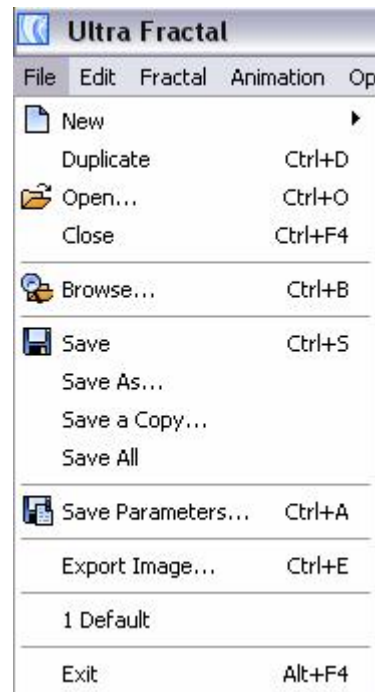 Ultra Fractal
File Edit Fractal Animation Op
New
Duplicate Ctrl+D
Open... Ctrl+O
Close Ctrl+F4
Browse... Ctrl+B
Save Ctrl+S
Save As...
Save a Copy...
Save All
Save Parameters... Ctrl+A
Export Image... Ctrl+E
1 Default
Exit Alt+F4